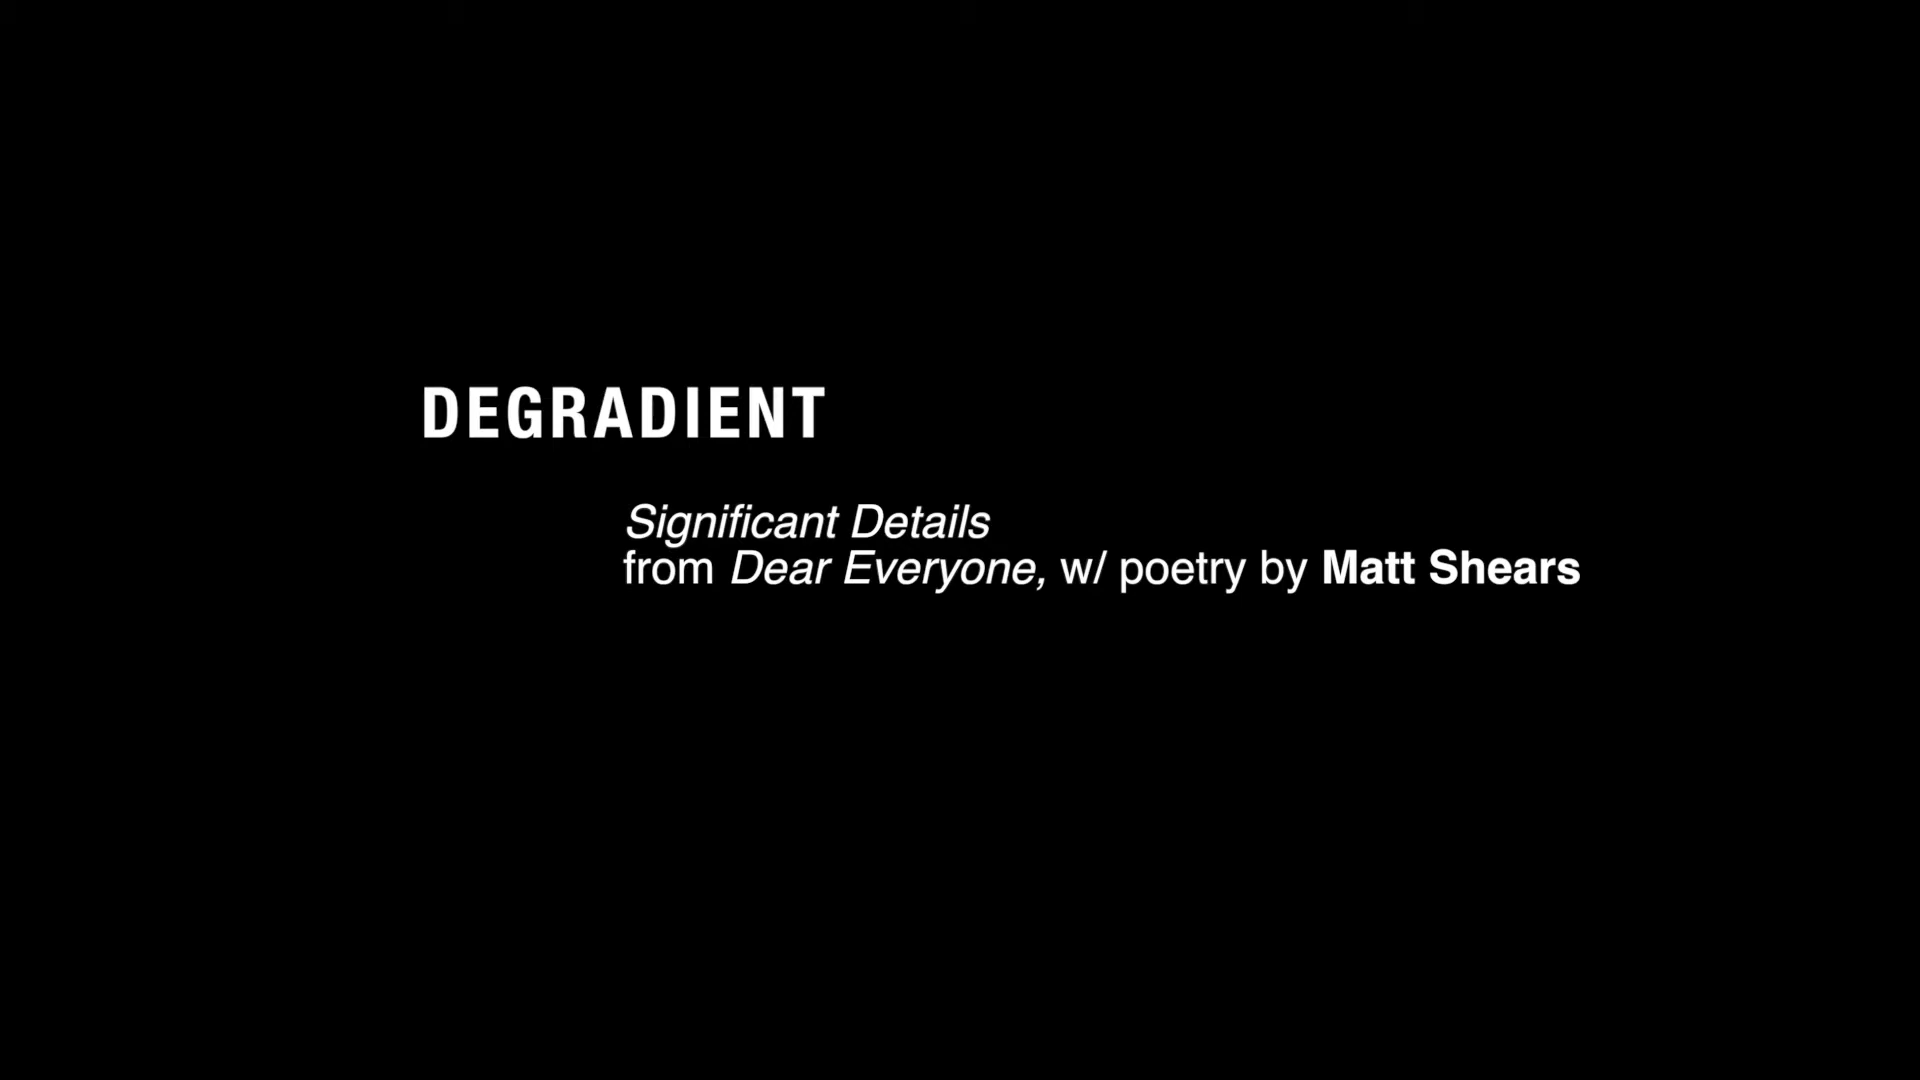 DEGRADIENT
Significant Details
from Dear Everyone, w/ poetry by Matt Shears